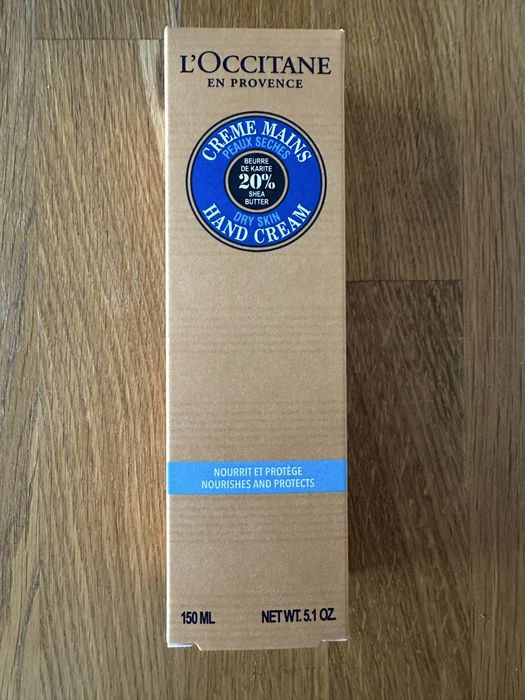 L'OCCITANE
EN PROVENCE
CREME MAINS
PEAUX SECHES
BEURRE
DE KARITE
20%
SHEA
BUTTER
DRY SKIN
HAND CREAM
NOURRIT ET PROTÈGE
NOURISHES AND PROTECTS
150 ML NET WT. 5.1 OZ.